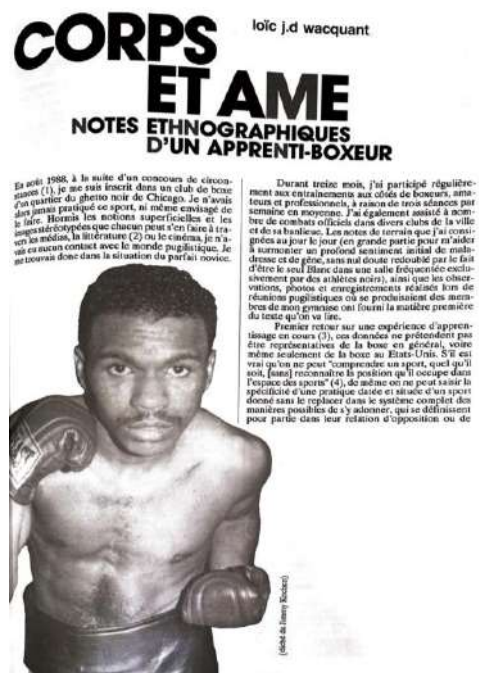 CORPS
ET AME
loïc j.d wacquant
NOTES ETHNOGRAPHIQUES
D'UN APPRENTI-BOXEUR
En août 1988, à la suite d'un concours de circon-
stances (1), je me suis inscrit dans un club de boxe
d'un quartier du ghetto noir de Chicago. Je n'avais
alors jamais pratiqué ce sport, ni même envisagé de
le faire. Hormis les notions superficielles et les
images stéréotypées que chacun peut s'en faire à tra-
vers les médias, la littérature (2) ou le cinéma, je n'a-
vais eu aucun contact avec le monde pugilistique. Je
me trouvais donc dans la situation du parfait novice.
Durant treize mois, j'ai participé régulière-
ment aux entraînements aux côtés de boxeurs, ama-
teurs et professionnels, à raison de trois séances par
semaine en moyenne. J'ai également assisté à nom-
bre de combats officiels dans divers clubs de la ville
et de sa banlieue. Les notes de terrain que j'ai consi-
gnées au jour le jour (en grande partie pour m'aider
à surmonter un profond sentiment initial de mala-
dresse et de gêne, sans nul doute redoublé par le fait
d'être le seul Blanc dans une salle fréquentée exclu-
sivement par des athlètes noirs), ainsi que les obser-
vations, photos et enregistrements réalisés lors de
réunions pugilistiques où se produisaient des mem-
bres de mon gymnase ont fourni la matière première
du texte qu'on va lire.
Premier retour sur une expérience d'appren-
tissage en cours (3), ces données ne prétendent pas
être représentatives de la boxe en général, voire
même seulement de la boxe au Etats-Unis. S'il est
vrai qu'on ne peut "comprendre un sport, quel qu'il
soit, [sans] reconnaître la position qu'il occupe dans
l'espace des sports" (4), de même on ne peut saisir la
spécificité d'une pratique datée et située d'un sport
donné sans le replacer dans le système complet des
manières possibles de s'y adonner, qui se définissent
pour partie dans leur relation d'opposition ou de
(cliché de Jimmy